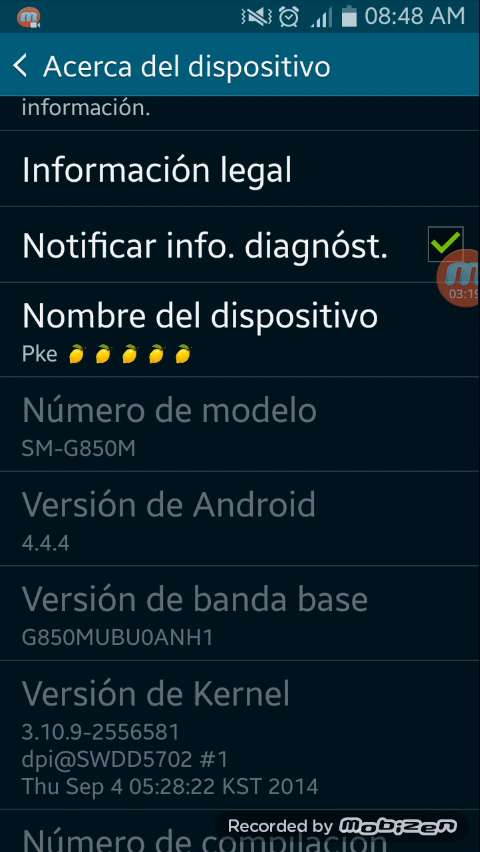 08:48 AM
Acerca del dispositivo
información.
Información legal
Notificar info. diagnóst.
03:19
Nombre del dispositivo
Pke 🍋🍋🍋🍋🍋
Número de modelo
SM-G850M
Versión de Android
4.4.4
Versión de banda base
G850MUBU0ANH1
Versión de Kernel
3.10.9-2556581
dpi@SWDD5702 #1
Thu Sep 4 05:28:22 KST 2014
Recorded by mobizen
Número de compilación